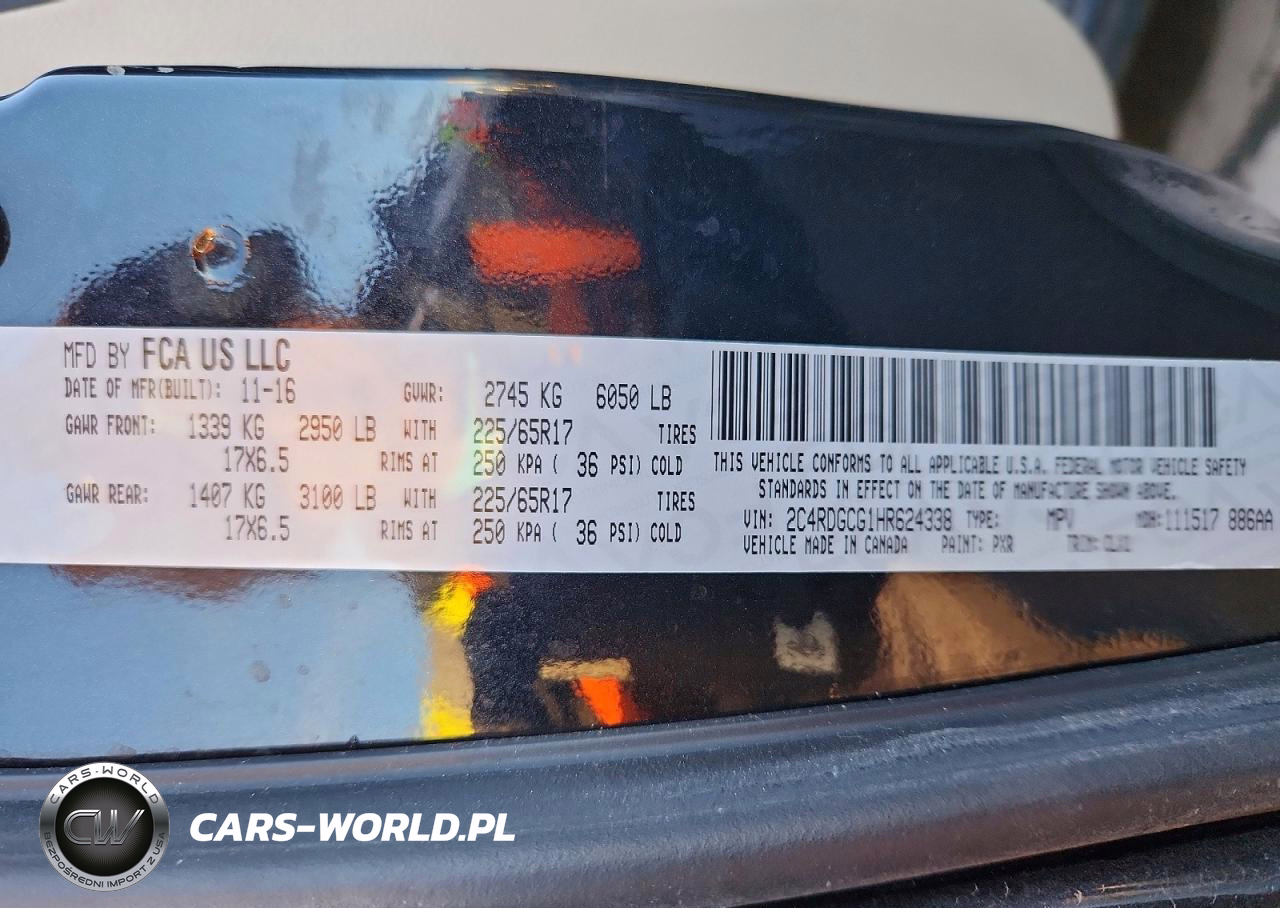 MFD BY FCA US LLC
DATE OF MFR(BUILT): 11-16 GVWR: 2745 KG 6050 LB
GAWR FRONT: 1339 KG 2950 LB WITH 225/65R17 TIRES
17X6.5 RIMS AT 250 KPA ( 36 PSI) COLD
GAWR REAR: 1407 KG 3100 LB WITH 225/65R17 TIRES
17X6.5 RIMS AT 250 KPA ( 36 PSI) COLD
THIS VEHICLE CONFORMS TO ALL APPLICABLE U.S.A. FEDERAL MOTOR VEHICLE SAFETY
STANDARDS IN EFFECT ON THE DATE OF MANUFACTURE SHOWN ABOVE.
VIN: 2C4RDGCG1HR624338 TYPE: MPV MDH:111517 886AA
VEHICLE MADE IN CANADA PAINT: PXR TRIM:
CARS-WORLD
CW
BEZPOŚREDNI IMPORT Z USA
CARS-WORLD.PL